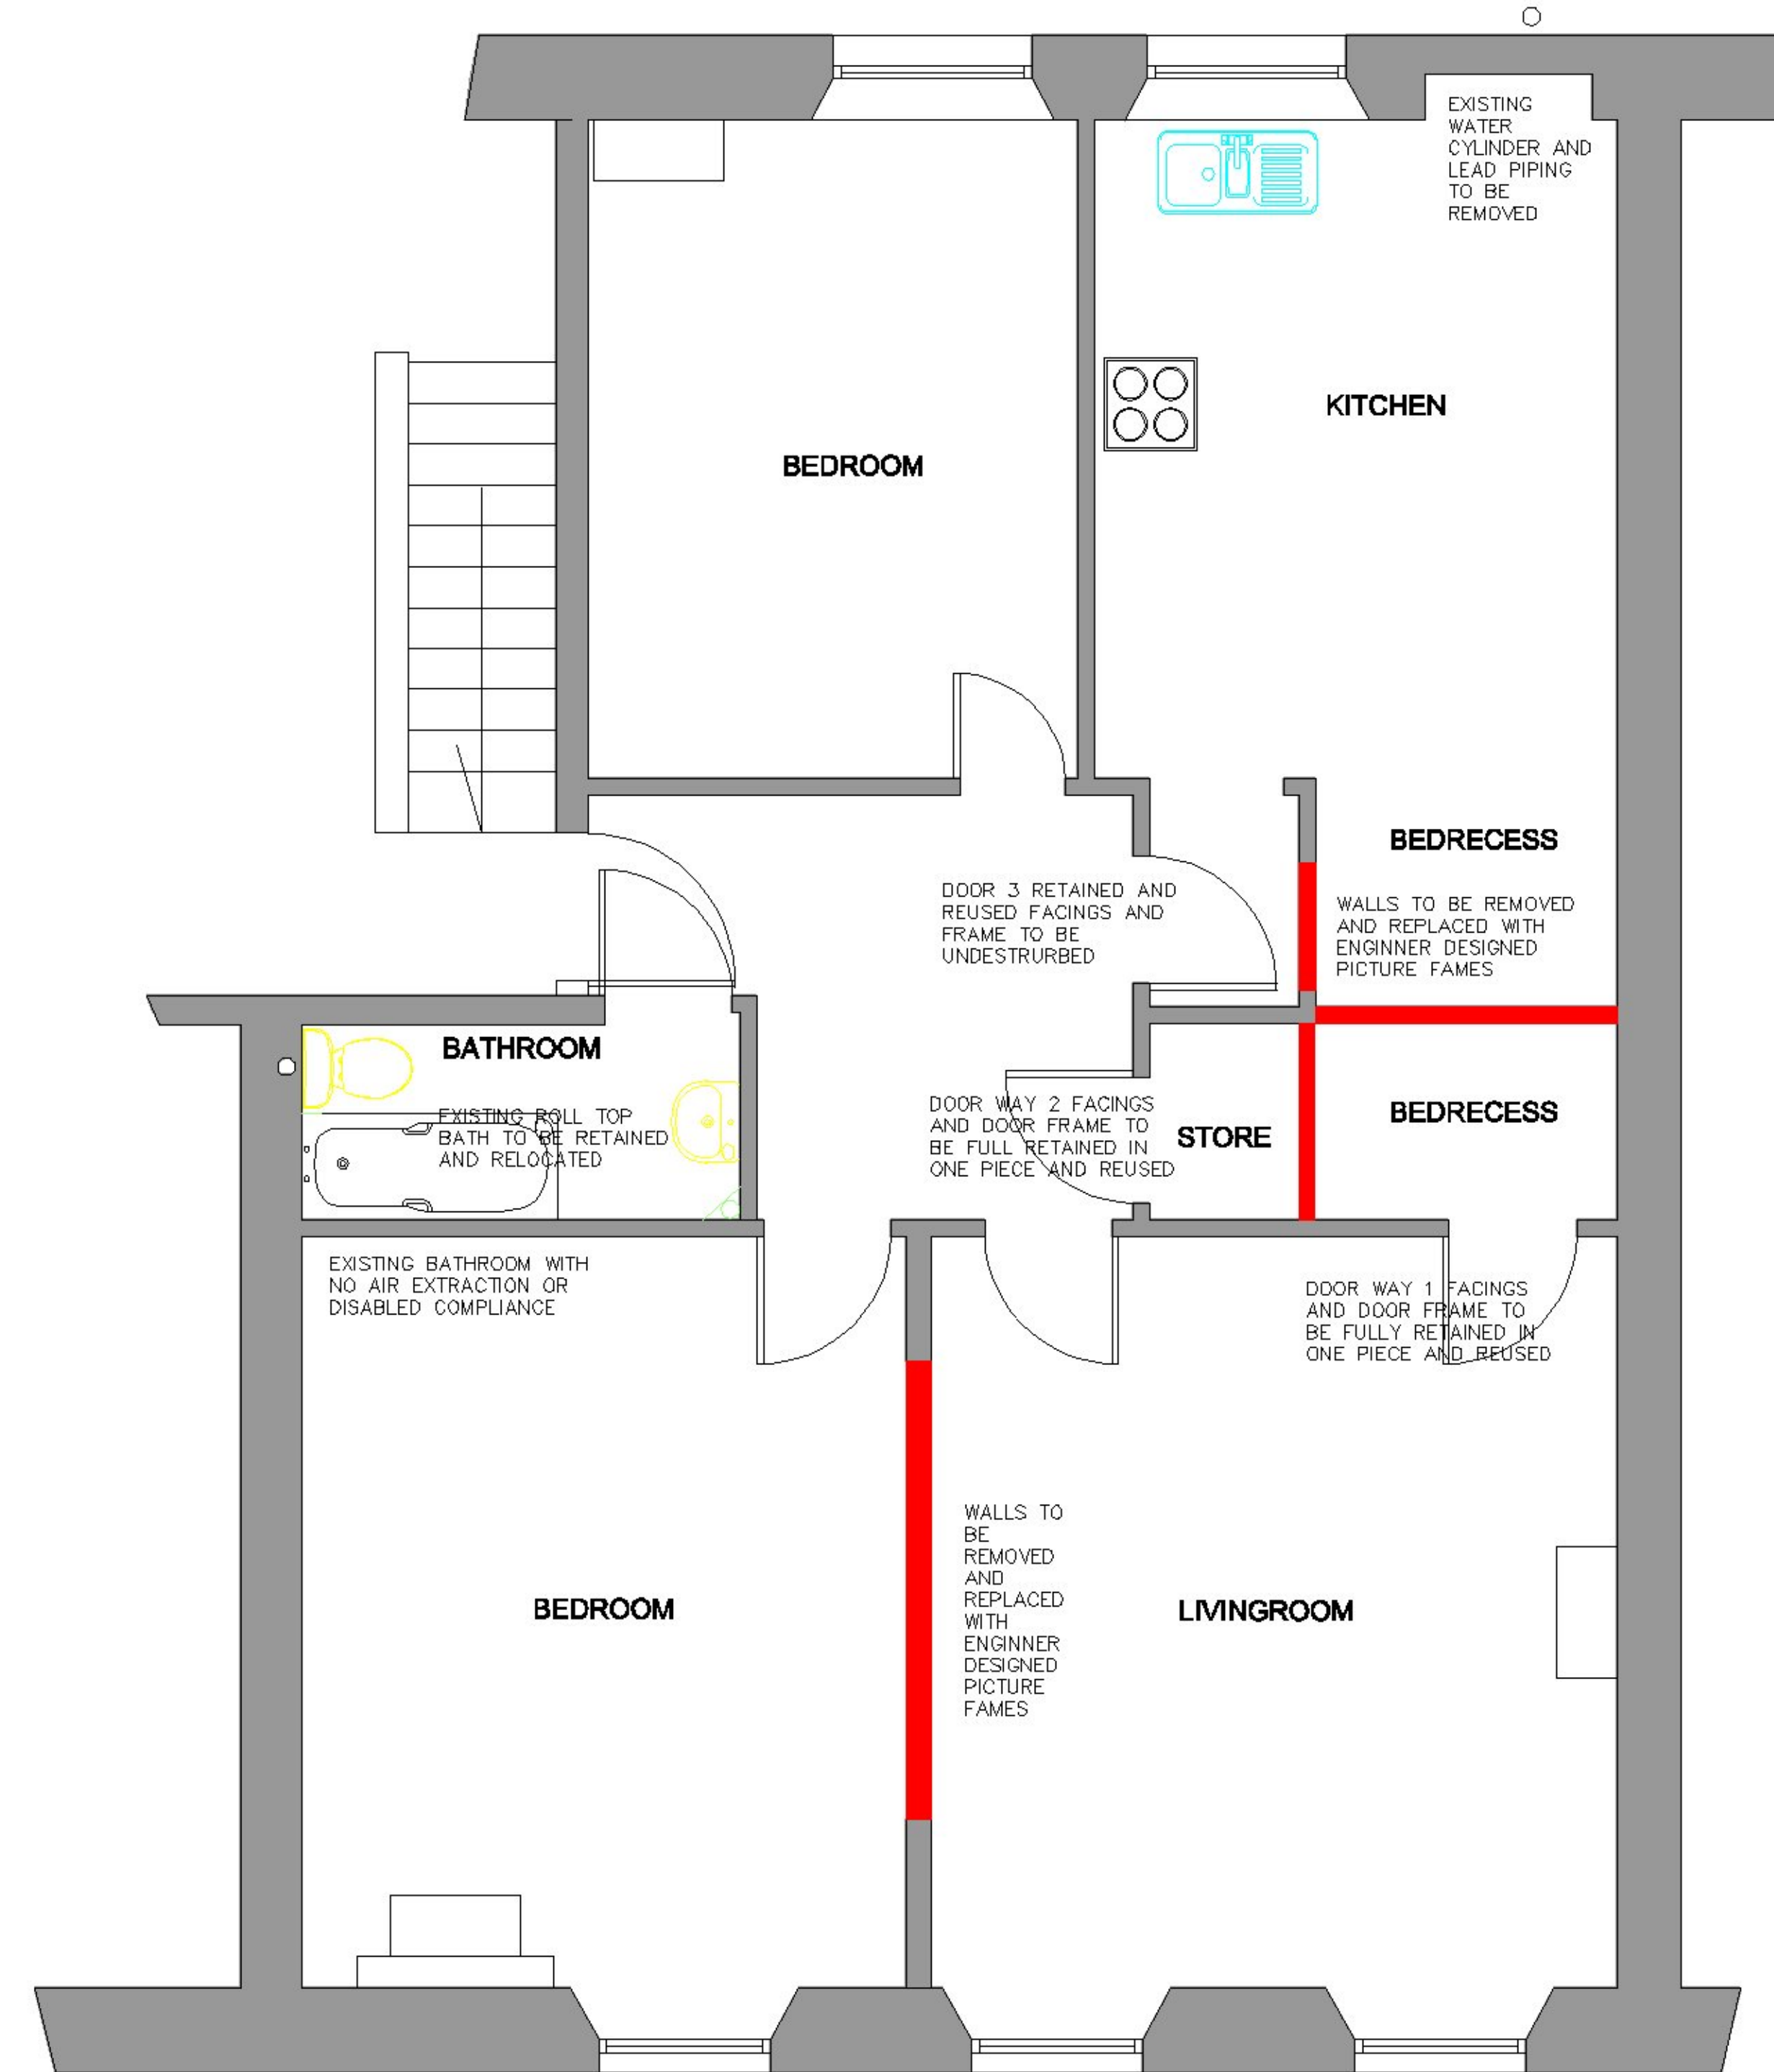 EXISTING
WATER
CYLINDER AND
LEAD PIPING
TO BE
REMOVED
KITCHEN
BEDROOM
BEDRECESS
DOOR 3 RETAINED AND
REUSED FACINGS AND
FRAME TO BE
UNDESTRURBED
WALLS TO BE REMOVED
AND REPLACED WITH
ENGINNER DESIGNED
PICTURE FAMES
BATHROOM
EXISTING ROLL TOP
BATH TO BE RETAINED
AND RELOCATED
DOOR WAY 2 FACINGS
AND DOOR FRAME TO
BE FULL RETAINED IN
ONE PIECE AND REUSED
STORE
BEDRECESS
EXISTING BATHROOM WITH
NO AIR EXTRACTION OR
DISABLED COMPLIANCE
DOOR WAY 1 FACINGS
AND DOOR FRAME TO
BE FULLY RETAINED IN
ONE PIECE AND REUSED
WALLS TO
BE
REMOVED
AND
REPLACED
WITH
ENGINNER
DESIGNED
PICTURE
FAMES
BEDROOM
LIVINGROOM